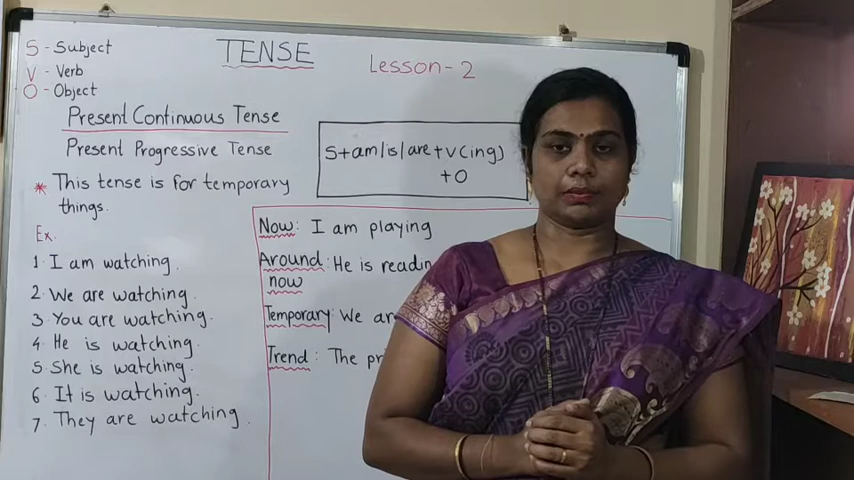 S - Subject
V - Verb
O - Object
TENSE
Lesson - 2
Present Continuous Tense
Present Progressive Tense
* This tense is for temporary
things.
S+am/is/are+V(ing)
+O
Ex.
1. I am watching.
2. We are watching.
3. You are watching.
4. He is watching.
5. She is watching.
6. It is watching.
7. They are watching.
Now: I am playing
Around: He is readin
now
Temporary: We
Trend: The